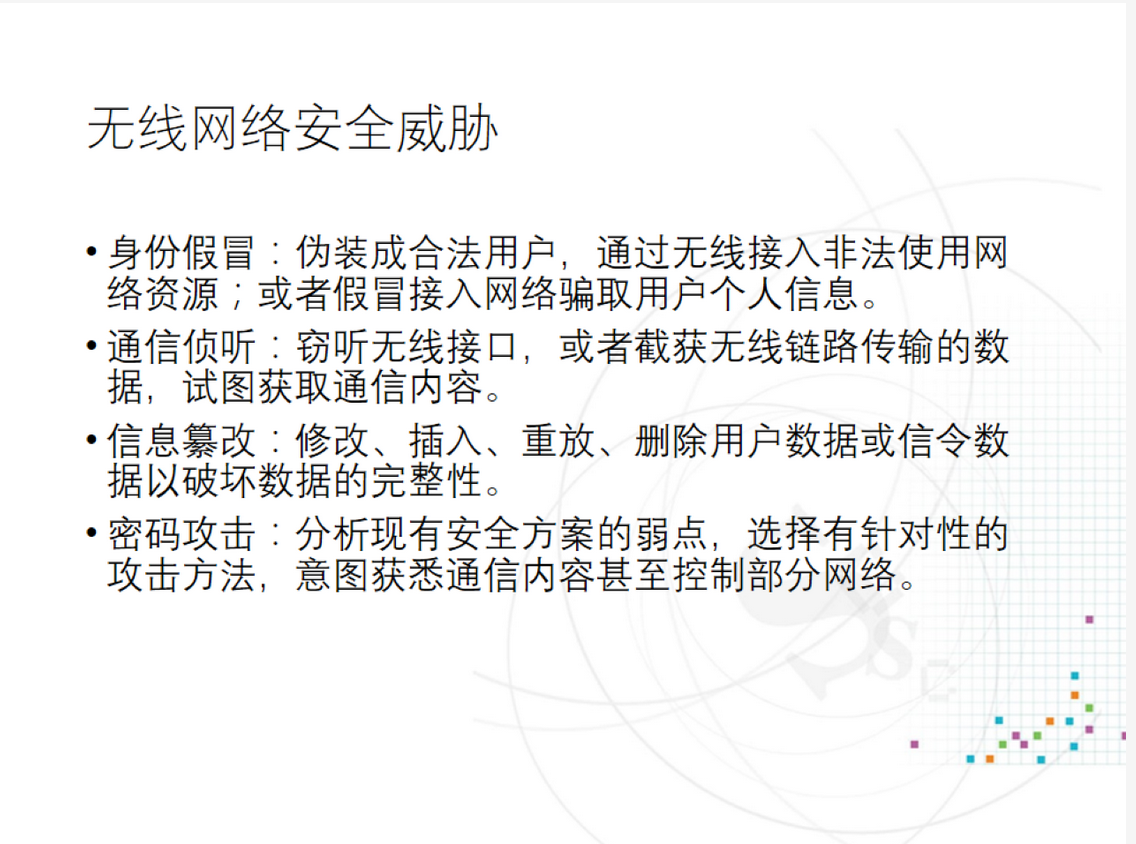 无线网络安全威胁
• 身份假冒：伪装成合法用户，通过无线接入非法使用网
络资源；或者假冒接入网络骗取用户个人信息。
• 通信侦听：窃听无线接口，或者截获无线链路传输的数
据，试图获取通信内容。
• 信息纂改：修改、插入、重放、删除用户数据或信令数
据以破坏数据的完整性。
• 密码攻击：分析现有安全方案的弱点，选择有针对性的
攻击方法，意图获悉通信内容甚至控制部分网络。